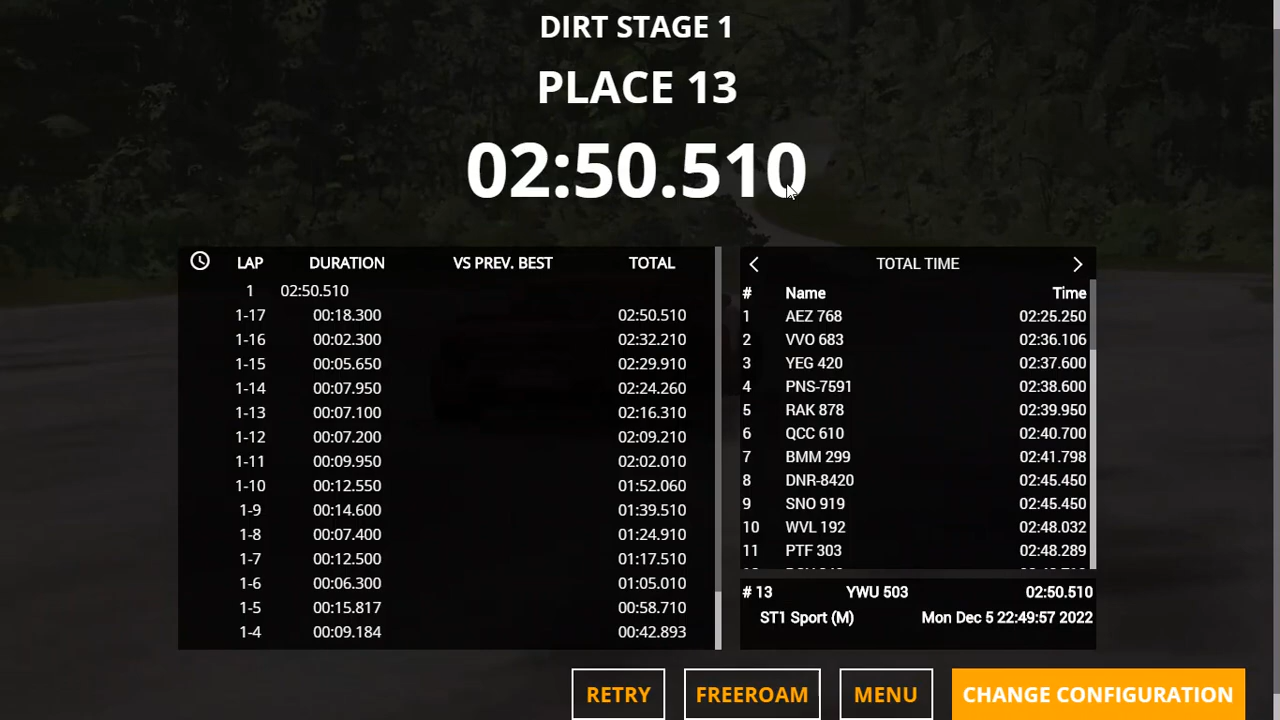 DIRT STAGE 1
PLACE 13
02:50.510
LAP DURATION VS PREV. BEST TOTAL
1 02:50.510
1-17 00:18.300 02:50.510
1-16 00:02.300 02:32.210
1-15 00:05.650 02:29.910
1-14 00:07.950 02:24.260
1-13 00:07.100 02:16.310
1-12 00:07.200 02:09.210
1-11 00:09.950 02:02.010
1-10 00:12.550 01:52.060
1-9 00:14.600 01:39.510
1-8 00:07.400 01:24.910
1-7 00:12.500 01:17.510
1-6 00:06.300 01:05.010
1-5 00:15.817 00:58.710
1-4 00:09.184 00:42.893
TOTAL TIME
# Name Time
1 AEZ 768 02:25.250
2 VVO 683 02:36.106
3 YEG 420 02:37.600
4 PNS-7591 02:38.600
5 RAK 878 02:39.950
6 QCC 610 02:40.700
7 BMM 299 02:41.798
8 DNR-8420 02:45.450
9 SNO 919 02:45.450
10 WVL 192 02:48.032
11 PTF 303 02:48.289
# 13 YWU 503 02:50.510
ST1 Sport (M) Mon Dec 5 22:49:57 2022
RETRY FREEROAM MENU CHANGE CONFIGURATION